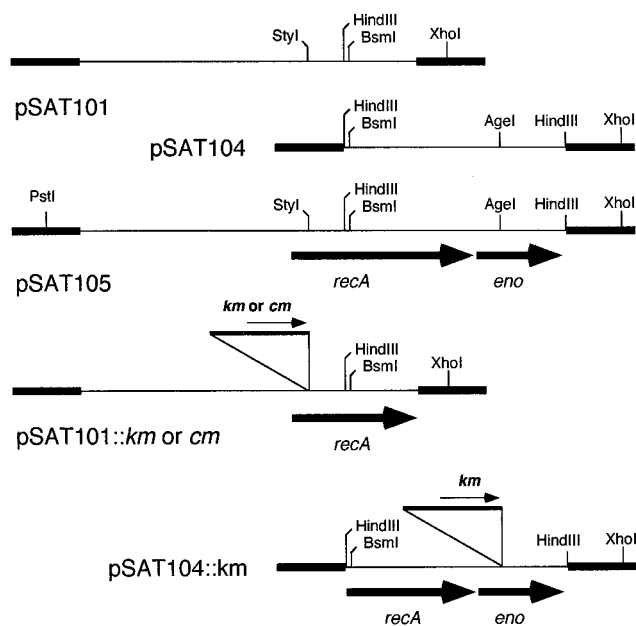 StyI HindIII BsmI XhoI
pSAT101
HindIII BsmI AgeI HindIII XhoI
pSAT104
PstI StyI HindIII BsmI AgeI HindIII XhoI
recA eno
pSAT105
km or cm
HindIII BsmI XhoI
recA
pSAT101::km or cm
km
HindIII BsmI HindIII XhoI
pSAT104::km
recA eno